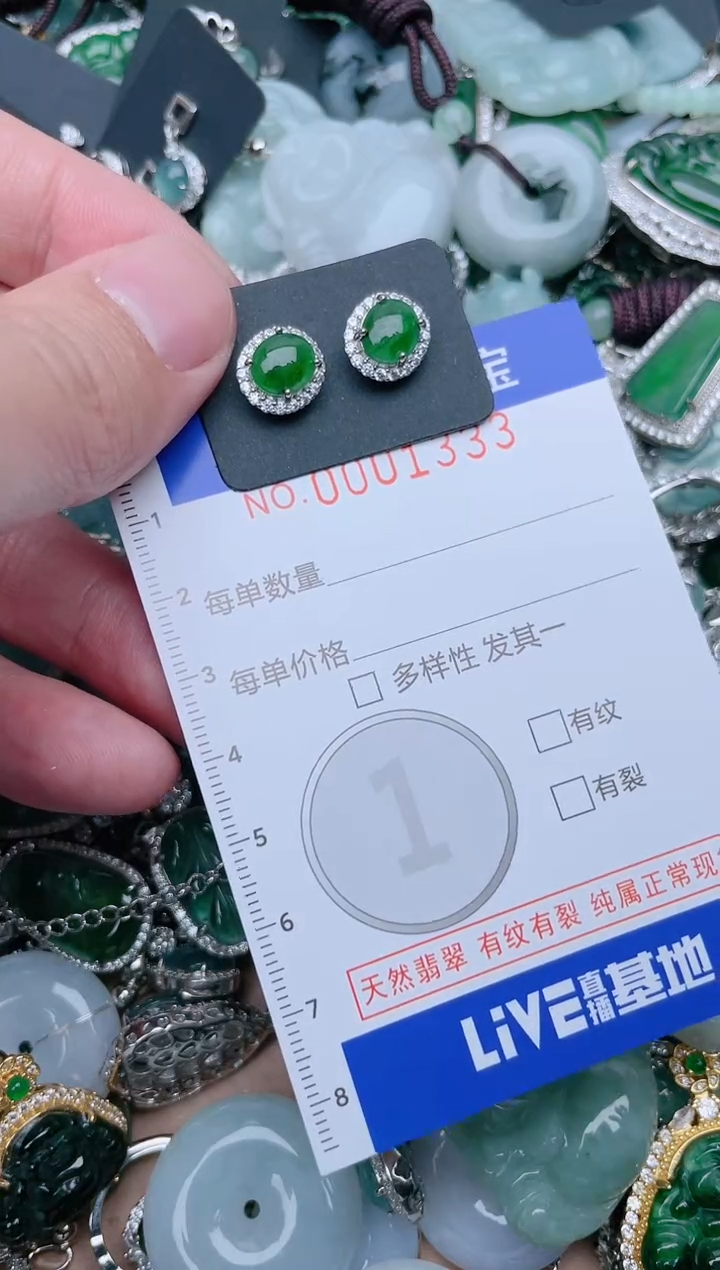 宝
NO.0001333
1
2
每单数量
3
每单价格
多样性 发其一
4
有纹
1
有裂
5
6
天然翡翠 有纹有裂 纯属正常现
7
LiVE直播基地
8